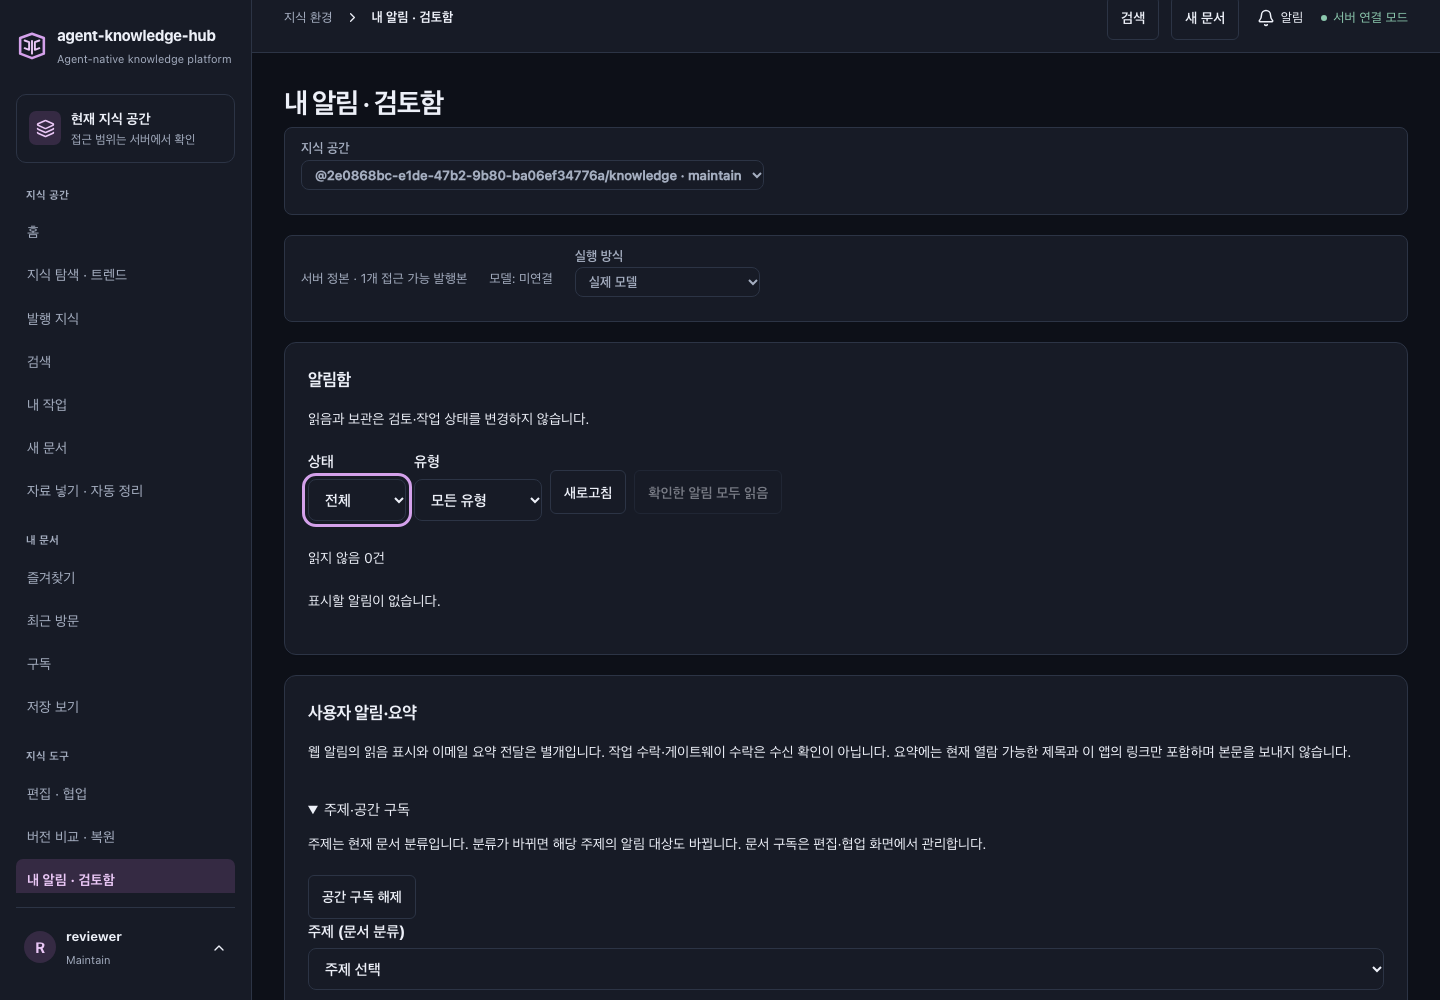 agent-knowledge-hub
Agent-native knowledge platform
현재 지식 공간
접근 범위는 서버에서 확인
지식 공간
홈
지식 탐색 · 트렌드
발행 지식
검색
내 작업
새 문서
자료 넣기 · 자동 정리
내 문서
즐겨찾기
최근 방문
구독
저장 보기
지식 도구
편집 · 협업
버전 비교 · 복원
내 알림 · 검토함
R
reviewer
Maintain
지식 환경
내 알림 · 검토함
검색
새 문서
알림
서버 연결 모드
내 알림 · 검토함
지식 공간
@2e0868bc-e1de-47b2-9b80-ba06ef34776a/knowledge · maintain
실행 방식
서버 정본 · 1개 접근 가능 발행본
모델: 미연결
실제 모델
알림함
읽음과 보관은 검토·작업 상태를 변경하지 않습니다.
상태
유형
전체
모든 유형
새로고침
확인한 알림 모두 읽음
읽지 않음 0건
표시할 알림이 없습니다.
사용자 알림·요약
웹 알림의 읽음 표시와 이메일 요약 전달은 별개입니다. 작업 수락·게이트웨이 수락은 수신 확인이 아닙니다. 요약에는 현재 열람 가능한 제목과 이 앱의 링크만 포함하며 본문을 보내지 않습니다.
▼ 주제·공간 구독
주제는 현재 문서 분류입니다. 분류가 바뀌면 해당 주제의 알림 대상도 바뀝니다. 문서 구독은 편집·협업 화면에서 관리합니다.
공간 구독 해제
주제 (문서 분류)
주제 선택